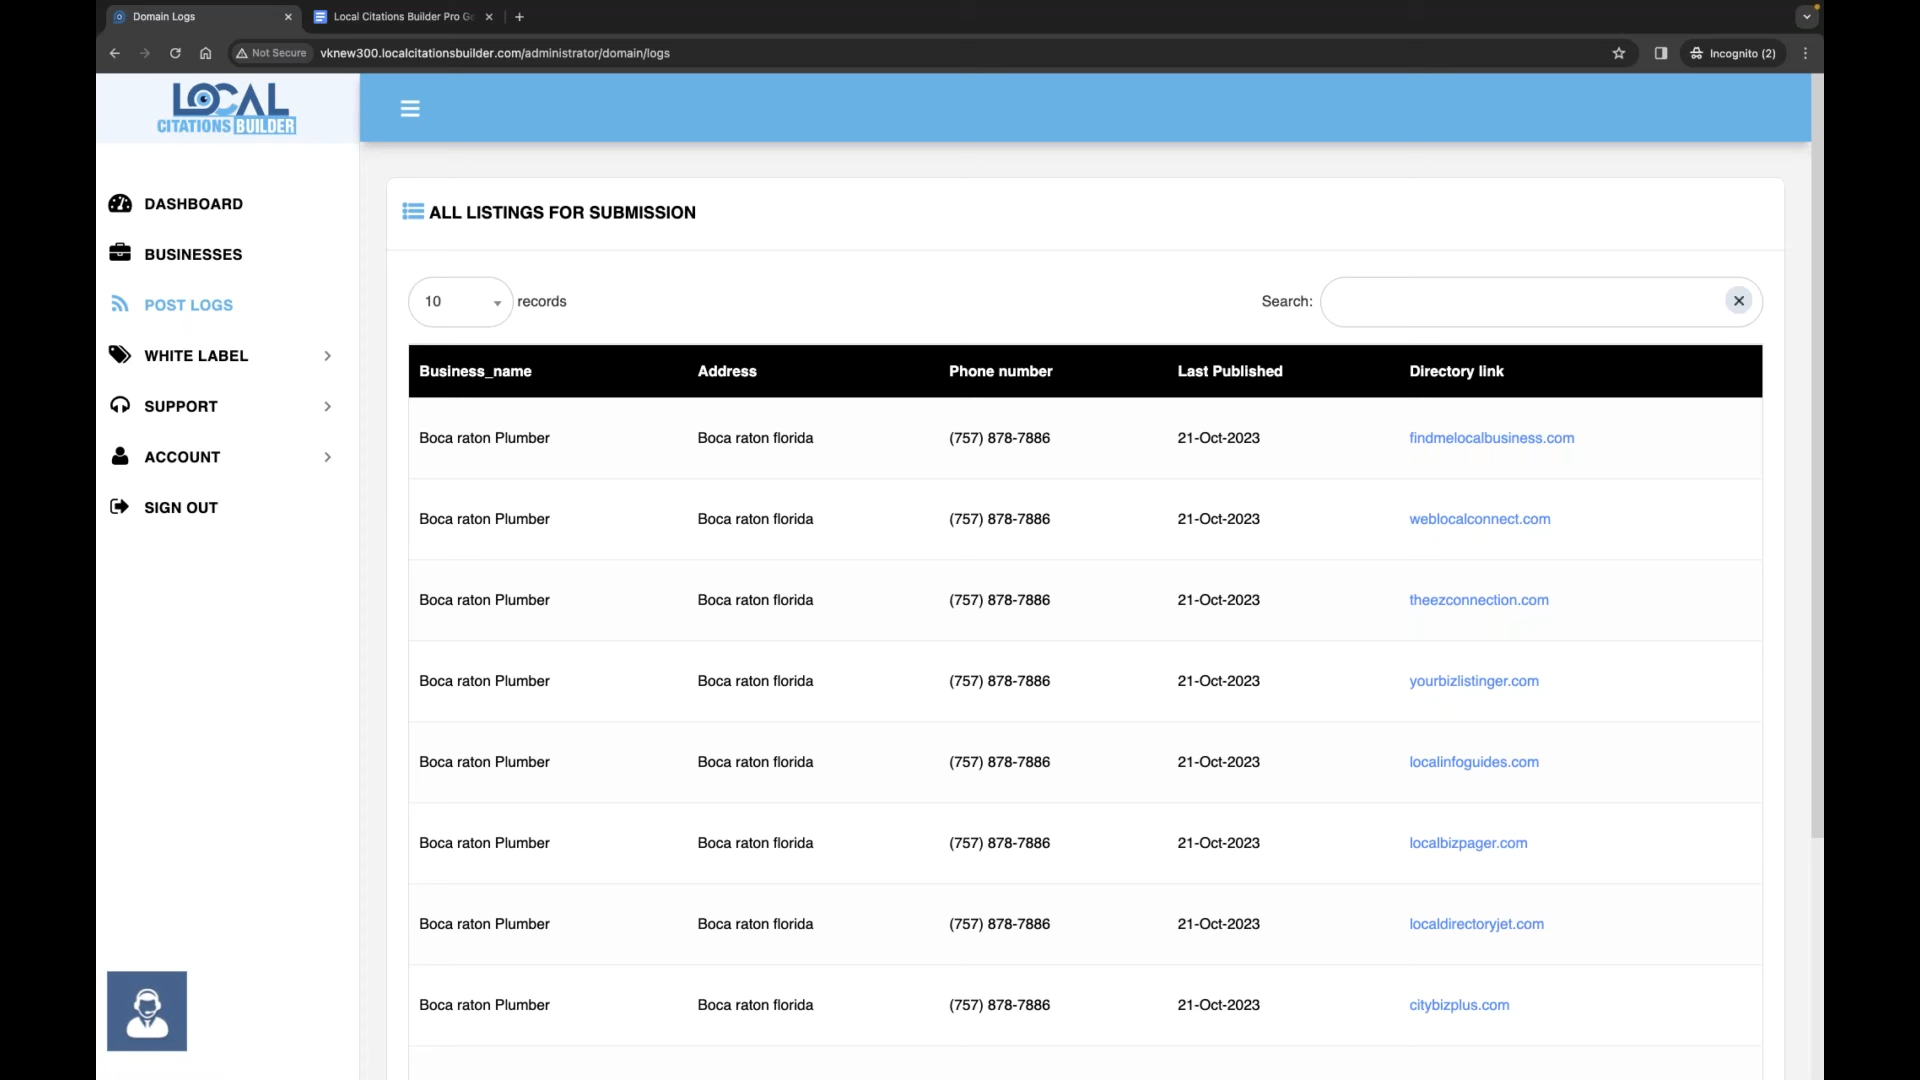 Domain Logs
Local Citations Builder Pro Ge
Not Secure
vknew300.localcitationsbuilder.com/administrator/domain/logs
Incognito (2)
LOCAL
CITATIONS BUILDER
DASHBOARD
BUSINESSES
POST LOGS
WHITE LABEL
SUPPORT
ACCOUNT
SIGN OUT
ALL LISTINGS FOR SUBMISSION
10 records
Search:
Business_name Address Phone number Last Published Directory link
Boca raton Plumber Boca raton florida (757) 878-7886 21-Oct-2023 findmelocalbusiness.com
Boca raton Plumber Boca raton florida (757) 878-7886 21-Oct-2023 weblocalconnect.com
Boca raton Plumber Boca raton florida (757) 878-7886 21-Oct-2023 theezconnection.com
Boca raton Plumber Boca raton florida (757) 878-7886 21-Oct-2023 yourbizlistinger.com
Boca raton Plumber Boca raton florida (757) 878-7886 21-Oct-2023 localinfoguides.com
Boca raton Plumber Boca raton florida (757) 878-7886 21-Oct-2023 localbizpager.com
Boca raton Plumber Boca raton florida (757) 878-7886 21-Oct-2023 localdirectoryjet.com
Boca raton Plumber Boca raton florida (757) 878-7886 21-Oct-2023 citybizplus.com